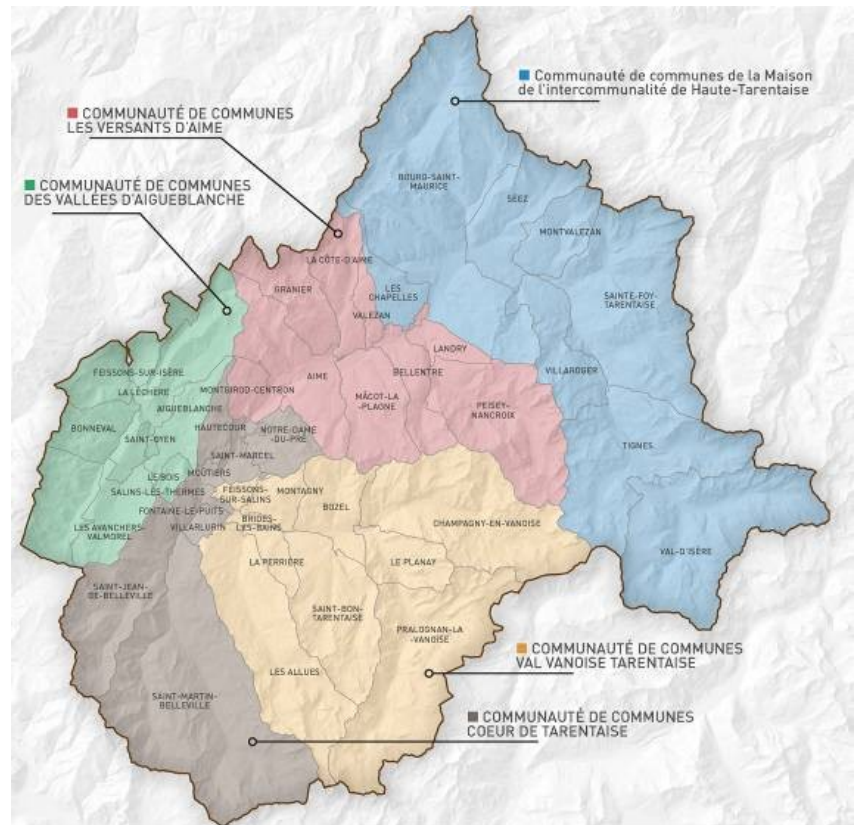 Communauté de communes de la Maison
de l'intercommunalité de Haute-Tarentaise
COMMUNAUTÉ DE COMMUNES
LES VERSANTS D'AIME
COMMUNAUTÉ DE COMMUNES
DES VALLÉES D'AIGUEBLANCHE
BOURG-SAINT-
MAURICE
SÉEZ
MONTVALEZAN
LA CÔTE-D'AIME
GRANIER
LES
CHAPELLES
SAINTE-FOY-
TARENTAISE
VALEZAN
LANDRY
FEISSONS-SUR-ISÈRE
AIME
BELLENTRE
VILLAROGER
LA LÉCHÈRE
MONTGIROD-CENTRON
MÂCOT-LA-
PLAGNE
PEISEY-
NANCROIX
AIGUEBLANCHE
BONNEVAL
HAUTECOUR
NOTRE-DAME
-DU-PRÉ
SAINT-OYEN
TIGNES
SAINT-MARCEL
LE BOIS
MOÛTIERS
SALINS-LES-THERMES
FEISSONS-
SUR-SALINS
MONTAGNY
BOZEL
FONTAINE-LE-PUITS
LES AVANCHERS-
VALMOREL
VILLARLURIN
BRIDES-
LES-BAINS
CHAMPAGNY-EN-VANOISE
VAL-D'ISÈRE
LA PERRIÈRE
LE PLANAY
SAINT-JEAN-
DE-BELLEVILLE
SAINT-BON-
TARENTAISE
PRALOGNAN-LA
-VANOISE
COMMUNAUTÉ DE COMMUNES
VAL VANOISE TARENTAISE
LES ALLUES
SAINT-MARTIN-
BELLEVILLE
COMMUNAUTÉ DE COMMUNES
COEUR DE TARENTAISE